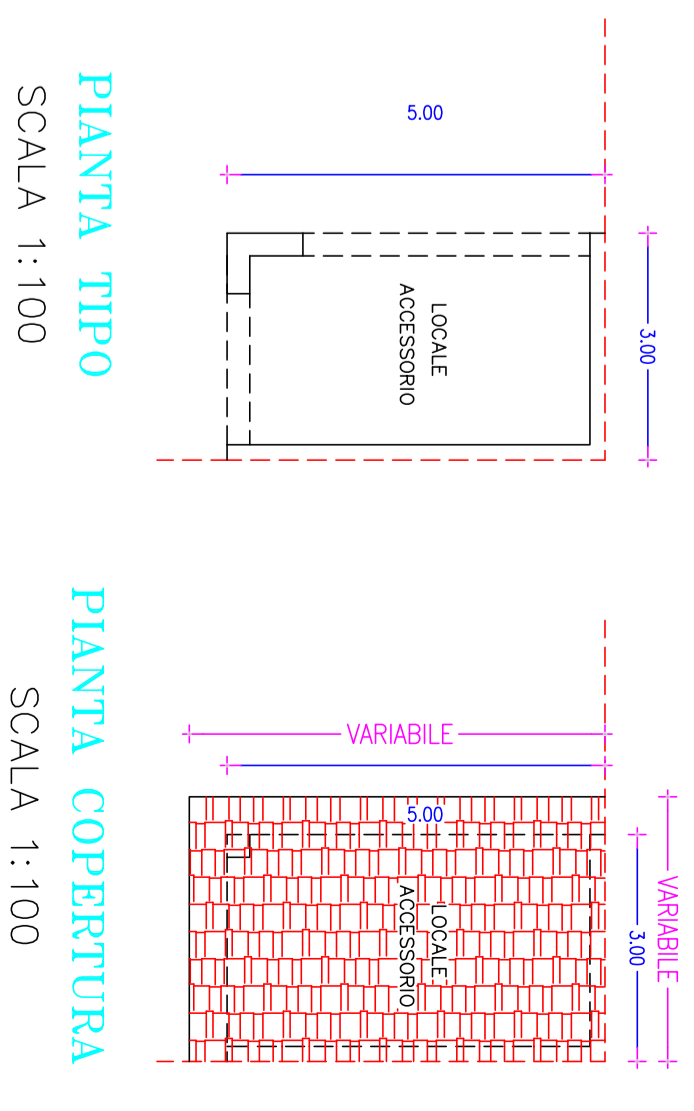 5.00
3.00
LOCALE
ACCESSORIO
PIANTA TIPO
SCALA 1:100
VARIABILE
5.00
VARIABILE
3.00
LOCALE
ACCESSORIO
PIANTA COPERTURA
SCALA 1:100